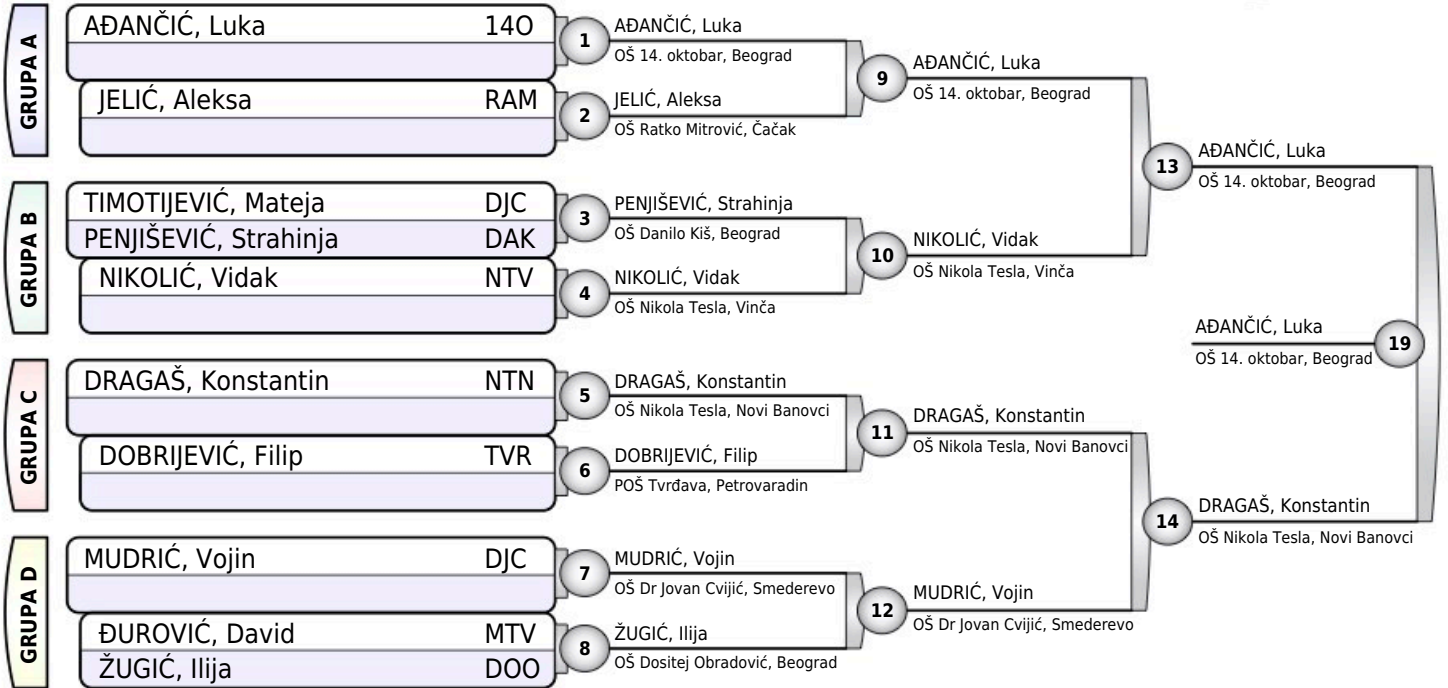 GRUPA A
AĐANČIĆ, Luka 14O
JELIĆ, Aleksa RAM
1
AĐANČIĆ, Luka
OŠ 14. oktobar, Beograd
2
JELIĆ, Aleksa
OŠ Ratko Mitrović, Čačak
9
AĐANČIĆ, Luka
OŠ 14. oktobar, Beograd
GRUPA B
TIMOTIJEVIĆ, Mateja DJC
PENJIŠEVIĆ, Strahinja DAK
NIKOLIĆ, Vidak NTV
3
PENJIŠEVIĆ, Strahinja
OŠ Danilo Kiš, Beograd
4
NIKOLIĆ, Vidak
OŠ Nikola Tesla, Vinča
10
NIKOLIĆ, Vidak
OŠ Nikola Tesla, Vinča
13
AĐANČIĆ, Luka
OŠ 14. oktobar, Beograd
GRUPA C
DRAGAŠ, Konstantin NTN
DOBRIJEVIĆ, Filip TVR
5
DRAGAŠ, Konstantin
OŠ Nikola Tesla, Novi Banovci
6
DOBRIJEVIĆ, Filip
POŠ Tvrđava, Petrovaradin
11
DRAGAŠ, Konstantin
OŠ Nikola Tesla, Novi Banovci
GRUPA D
MUDRIĆ, Vojin DJC
ĐUROVIĆ, David MTV
ŽUGIĆ, Ilija DOO
7
MUDRIĆ, Vojin
OŠ Dr Jovan Cvijić, Smederevo
8
ŽUGIĆ, Ilija
OŠ Dositej Obradović, Beograd
12
MUDRIĆ, Vojin
OŠ Dr Jovan Cvijić, Smederevo
14
DRAGAŠ, Konstantin
OŠ Nikola Tesla, Novi Banovci
AĐANČIĆ, Luka
OŠ 14. oktobar, Beograd
19